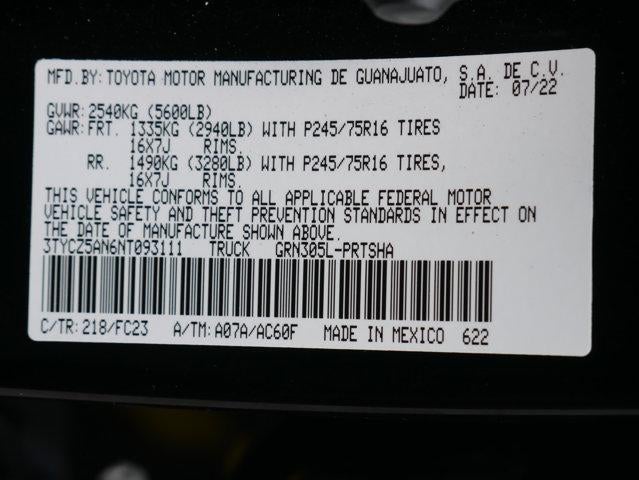 MFD.BY: TOYOTA MOTOR MANUFACTURING DE GUANAJUATO, S.A. DE C.V.
DATE: 07/22
GVWR: 2540KG (5600LB)
GAWR: FRT. 1335KG (2940LB) WITH P245/75R16 TIRES
16X7J RIMS.
RR. 1490KG (3280LB) WITH P245/75R16 TIRES,
16X7J RIMS.
THIS VEHICLE CONFORMS TO ALL APPLICABLE FEDERAL MOTOR
VEHICLE SAFETY AND THEFT PREVENTION STANDARDS IN EFFECT ON
THE DATE OF MANUFACTURE SHOWN ABOVE.
3TYCZ5AN6NT093111 TRUCK GRN305L-PRTSHA
C/TR: 218/FC23 A/TM: A07A/AC60F MADE IN MEXICO 622